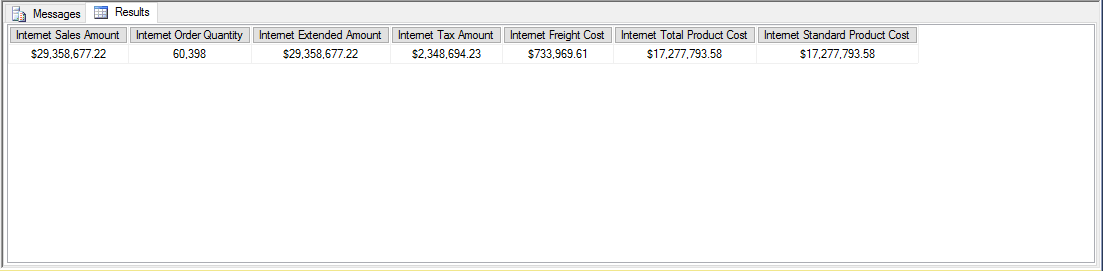 Messages Results
Internet Sales Amount Internet Order Quantity Internet Extended Amount Internet Tax Amount Internet Freight Cost Internet Total Product Cost Internet Standard Product Cost
$29,358,677.22 60,398 $29,358,677.22 $2,348,694.23 $733,969.61 $17,277,793.58 $17,277,793.58